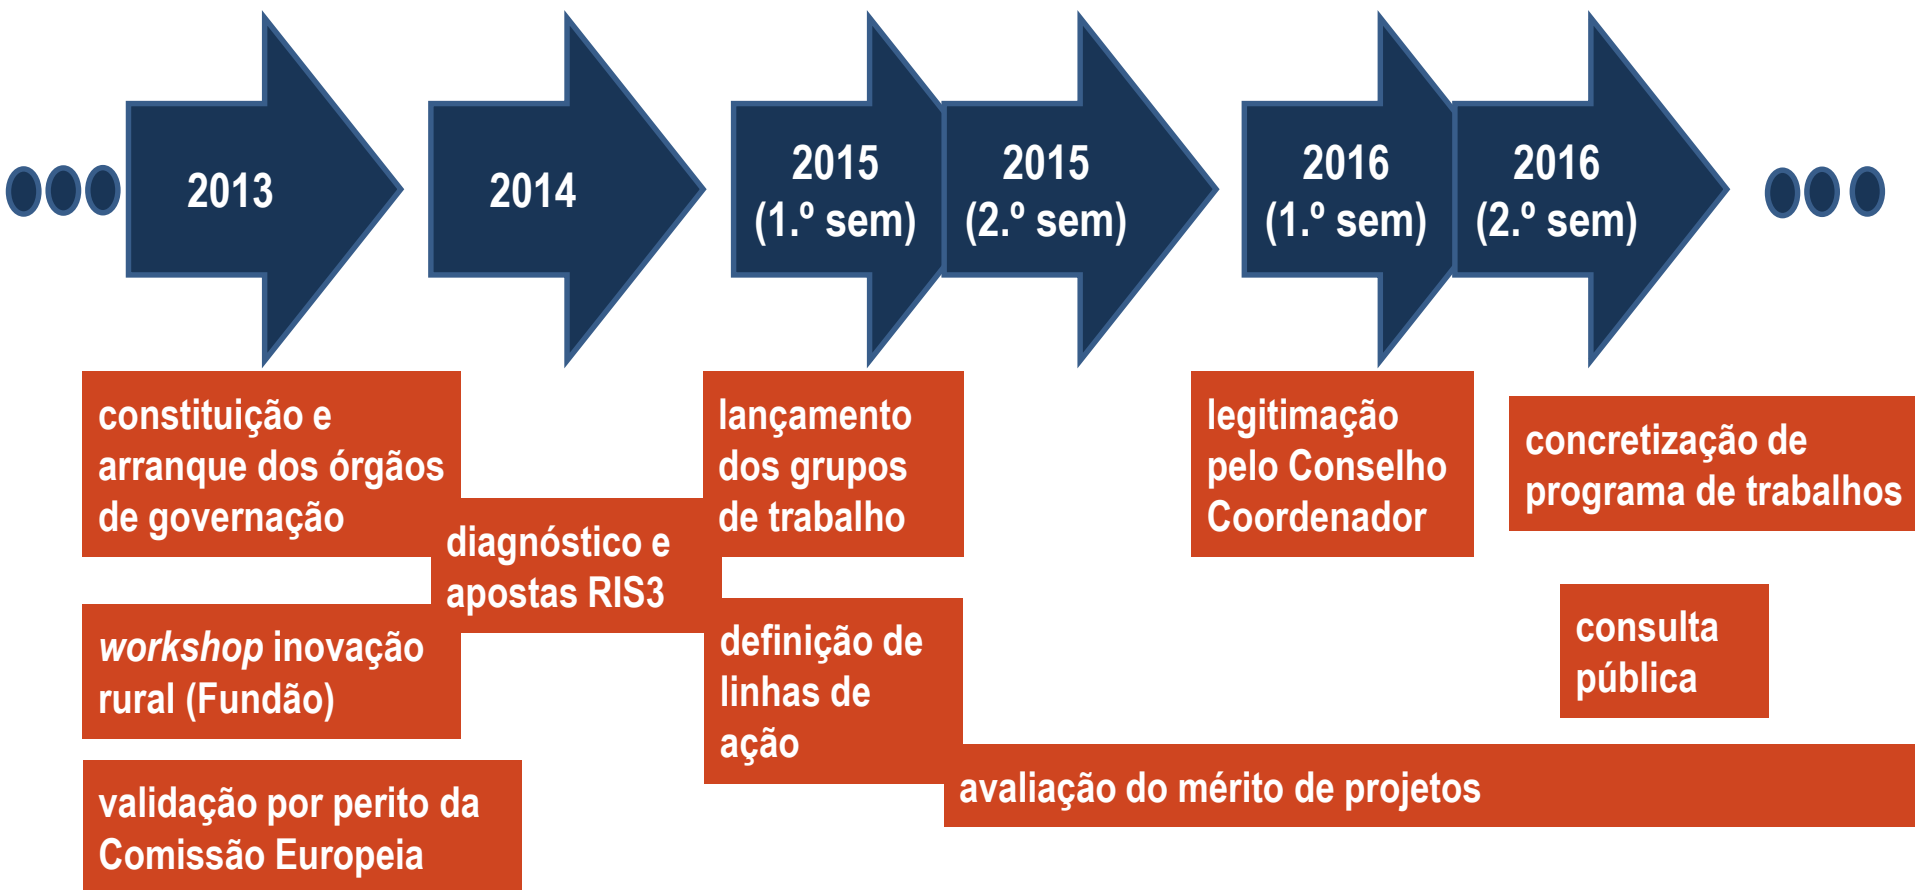 2013
2014
2015
(1.º sem)
2015
(2.º sem)
2016
(1.º sem)
2016
(2.º sem)
constituição e
arranque dos órgãos
de governação
workshop inovação
rural (Fundão)
validação por perito da
Comissão Europeia
diagnóstico e
apostas RIS3
lançamento
dos grupos
de trabalho
definição de
linhas de
ação
avaliação do mérito de projetos
legitimação
pelo Conselho
Coordenador
concretização de
programa de trabalhos
consulta
pública